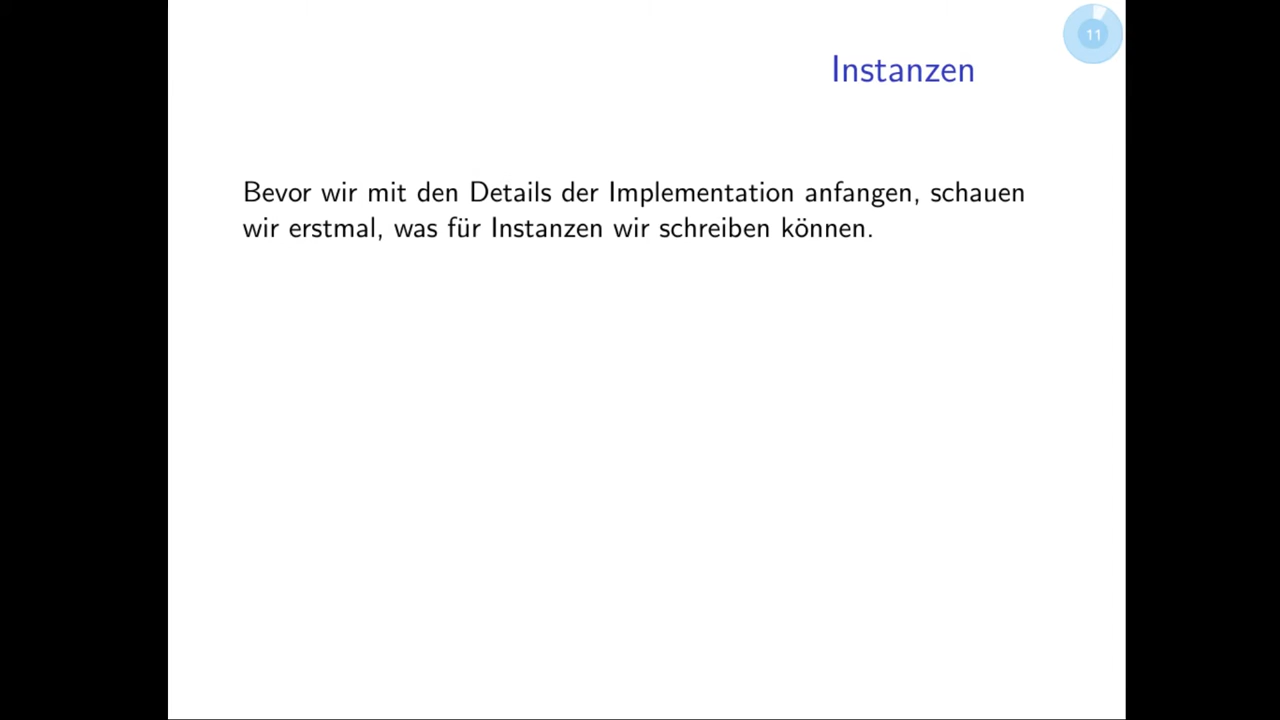 11
Instanzen
Bevor wir mit den Details der Implementation anfangen, schauen
wir erstmal, was für Instanzen wir schreiben können.